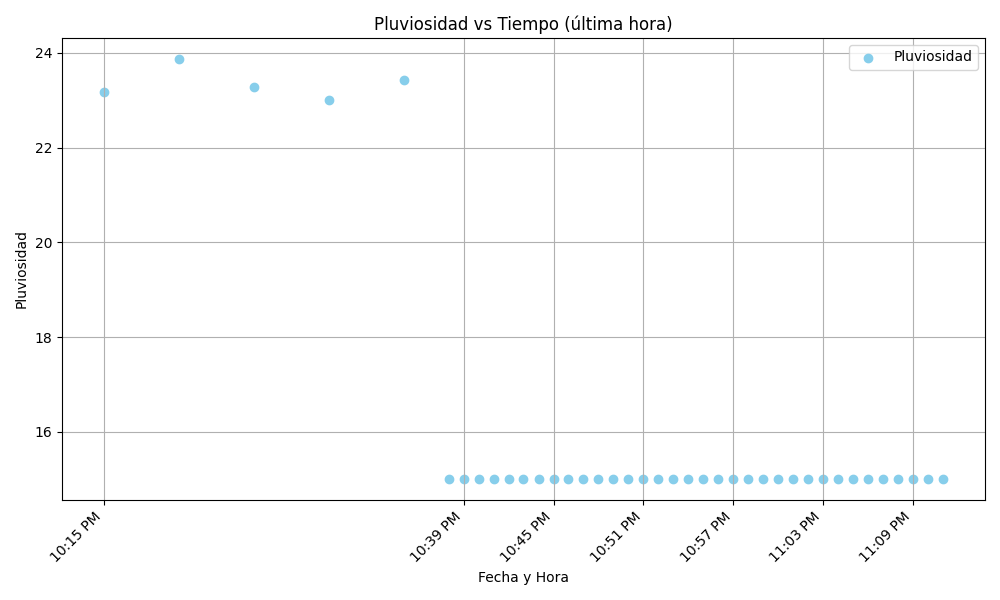 Pluviosidad vs Tiempo (última hora)
Pluviosidad
24
22
20
18
16
Pluviosidad
10:15 PM
10:39 PM
10:45 PM
10:51 PM
10:57 PM
11:03 PM
11:09 PM
Fecha y Hora